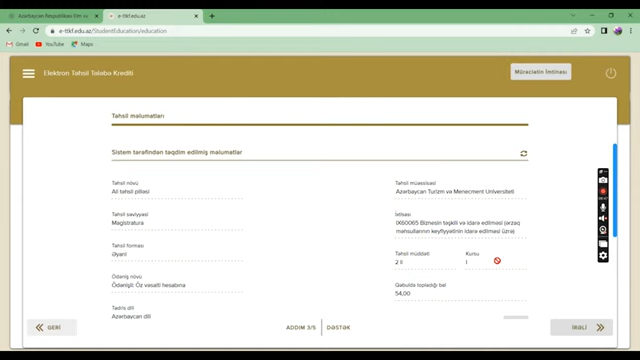 Azərbaycan Respublikası Elm və
e-ttkf.edu.az
e-ttkf.edu.az/StudentEducation/education
Gmail
YouTube
Maps
Elektron Təhsil Tələbə Krediti
Müraciətin İmtinası
Təhsil məlumatları
Sistem tərəfindən təqdim edilmiş məlumatlar
Təhsil növü
Ali təhsil pilləsi
Təhsil müəssisəsi
Azərbaycan Turizm və Menecment Universiteti
Təhsil səviyyəsi
Magistratura
İxtisası
IX60065 Biznesin təşkili və idarə edilməsi (ərzaq
məhsullarının keyfiyyətinin idarə edilməsi üzrə)
Təhsil forması
Əyani
Təhsil müddəti
2 il
Kursu
I
Ödəniş növü
Ödənişli: Öz vəsaiti hesabına
Qəbulda topladığı bal
54,00
Tədris dili
Azərbaycan dili
GERİ
ADDIM 3/5
DƏSTƏK
İRƏLİ